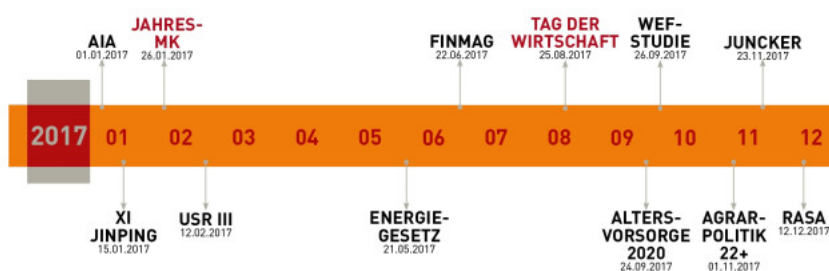 AIA
01.01.2017
JAHRES-
MK
26.01.2017
FINMAG
22.06.2017
TAG DER
WIRTSCHAFT
25.08.2017
WEF-
STUDIE
26.09.2017
JUNCKER
23.11.2017
2017 01 02 03 04 05 06 07 08 09 10 11 12
XI
JINPING
15.01.2017
USR III
12.02.2017
ENERGIE-
GESETZ
21.05.2017
ALTERS-
VORSORGE
2020
24.09.2017
AGRAR-
POLITIK
22+
01.11.2017
RASA
12.12.2017